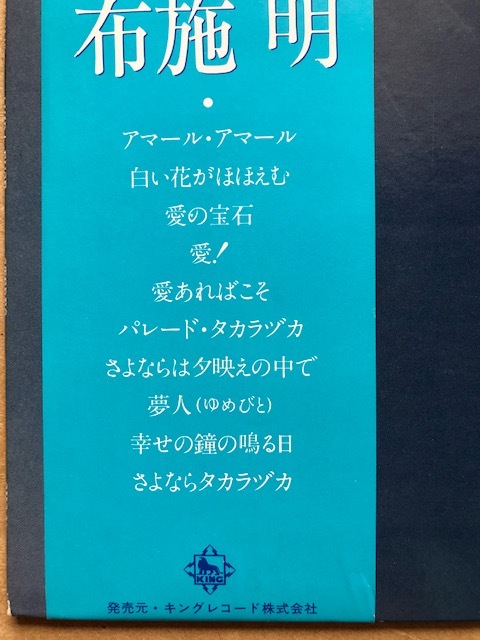 布施 明
アマール・アマール
白い花がほほえむ
愛の宝石
愛!
愛あればこそ
パレード・タカラヅカ
さよならは夕映えの中で
夢人(ゆめびと)
幸せの鐘の鳴る日
さよならタカラヅカ
KING
発売元・キングレコード株式会社